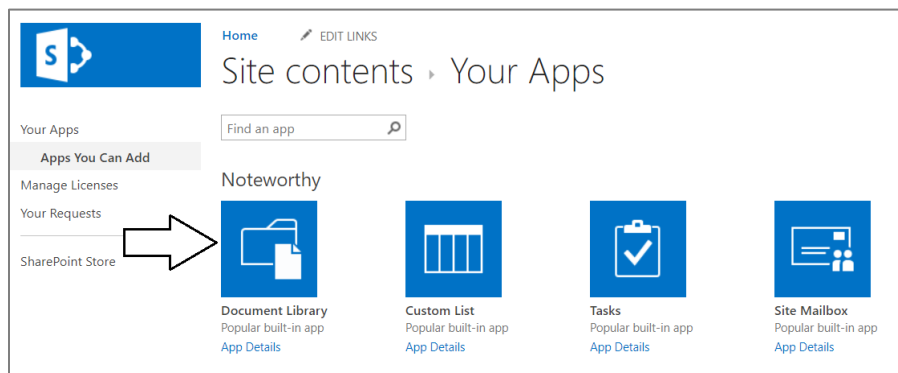 S
Home EDIT LINKS
Site contents Your Apps
Find an app
Your Apps
Apps You Can Add
Manage Licenses
Your Requests
SharePoint Store
Noteworthy
Document Library
Popular built-in app
App Details
Custom List
Popular built-in app
App Details
Tasks
Popular built-in app
App Details
Site Mailbox
Popular built-in app
App Details